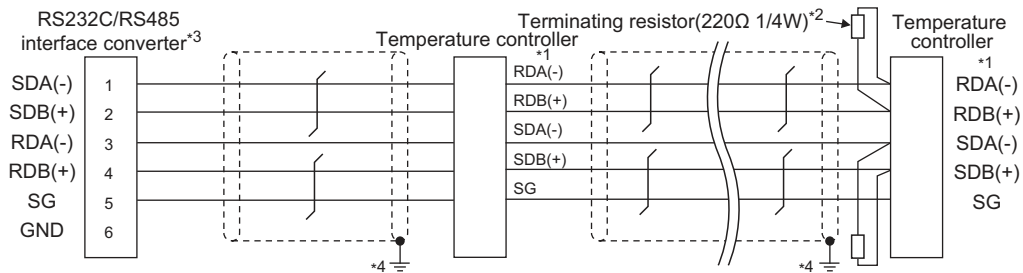 RS232C/RS485
interface converter*3
SDA(-) 1
SDB(+) 2
RDA(-) 3
RDB(+) 4
SG 5
GND 6
*4
Temperature controller
*1
RDA(-)
RDB(+)
SDA(-)
SDB(+)
SG
Terminating resistor(220Ω 1/4W)*2
*4
Temperature
controller
*1
RDA(-)
RDB(+)
SDA(-)
SDB(+)
SG